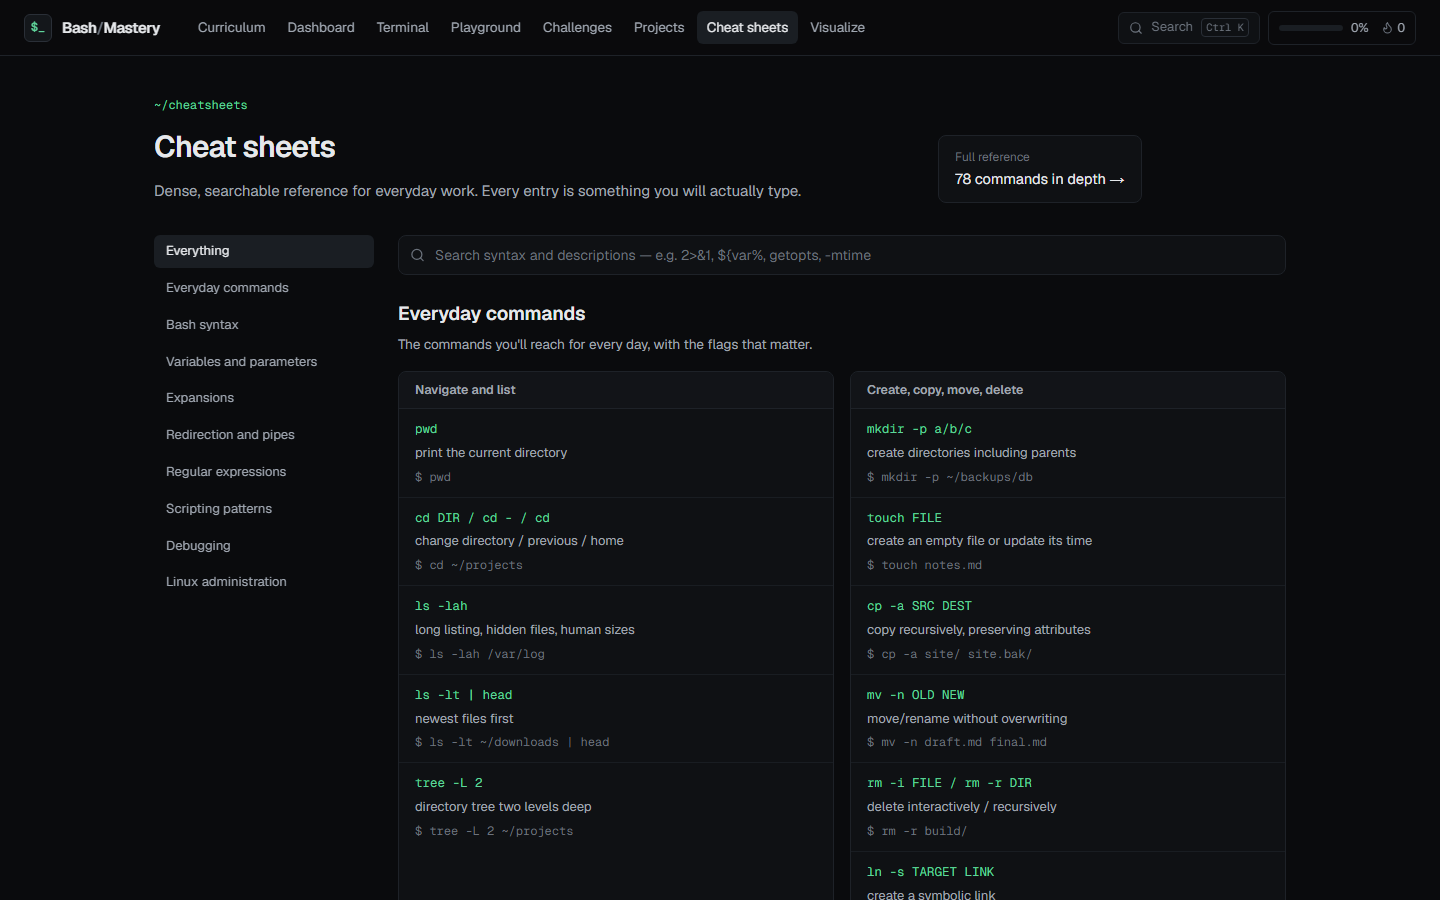 $_ Bash/Mastery Curriculum Dashboard Terminal Playground Challenges Projects Cheat sheets Visualize Search Ctrl K 0% 0
~/cheatsheets
Cheat sheets
Dense, searchable reference for everyday work. Every entry is something you will actually type.
Full reference
78 commands in depth →
Everything
Everyday commands
Bash syntax
Variables and parameters
Expansions
Redirection and pipes
Regular expressions
Scripting patterns
Debugging
Linux administration
Search syntax and descriptions — e.g. 2>&1, ${var%, getopts, -mtime
Everyday commands
The commands you'll reach for every day, with the flags that matter.
Navigate and list
pwd
print the current directory
$ pwd
cd DIR / cd - / cd
change directory / previous / home
$ cd ~/projects
ls -lah
long listing, hidden files, human sizes
$ ls -lah /var/log
ls -lt | head
newest files first
$ ls -lt ~/downloads | head
tree -L 2
directory tree two levels deep
$ tree -L 2 ~/projects
Create, copy, move, delete
mkdir -p a/b/c
create directories including parents
$ mkdir -p ~/backups/db
touch FILE
create an empty file or update its time
$ touch notes.md
cp -a SRC DEST
copy recursively, preserving attributes
$ cp -a site/ site.bak/
mv -n OLD NEW
move/rename without overwriting
$ mv -n draft.md final.md
rm -i FILE / rm -r DIR
delete interactively / recursively
$ rm -r build/
ln -s TARGET LINK
create a symbolic link